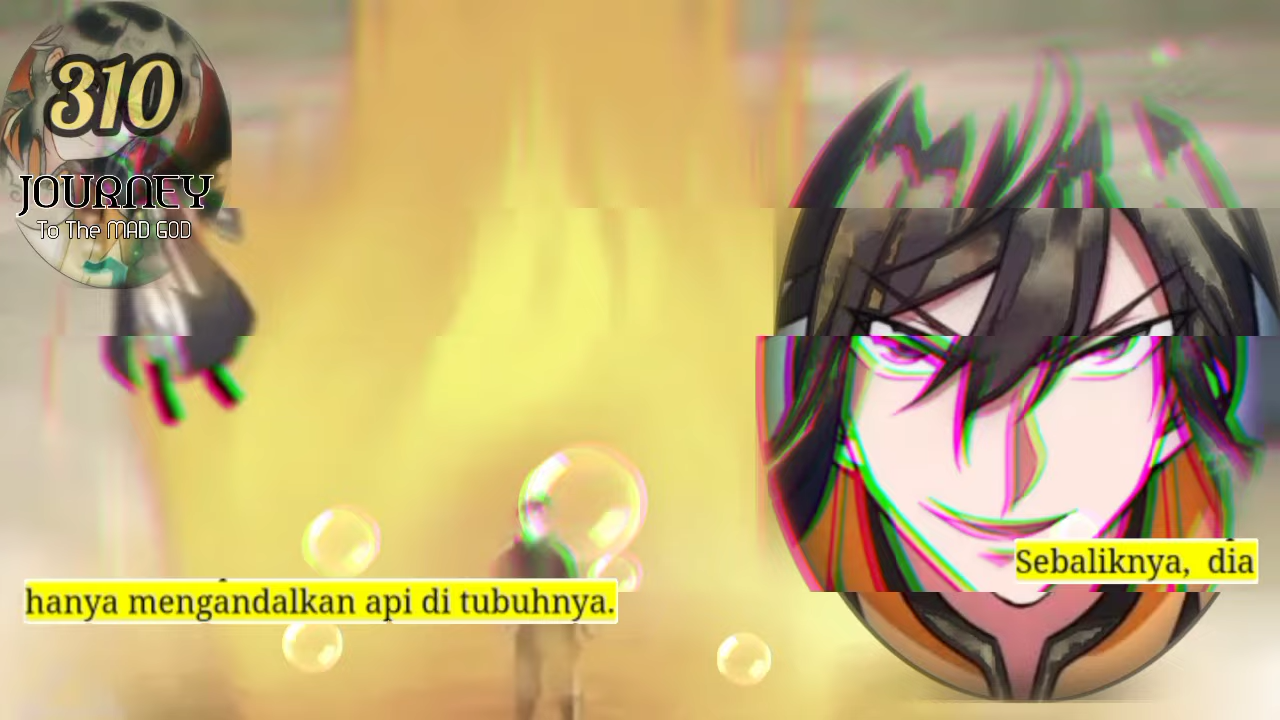 310
JOURNEY
To The MAD GOD
Sebaliknya, dia
hanya mengandalkan api di tubuhnya.